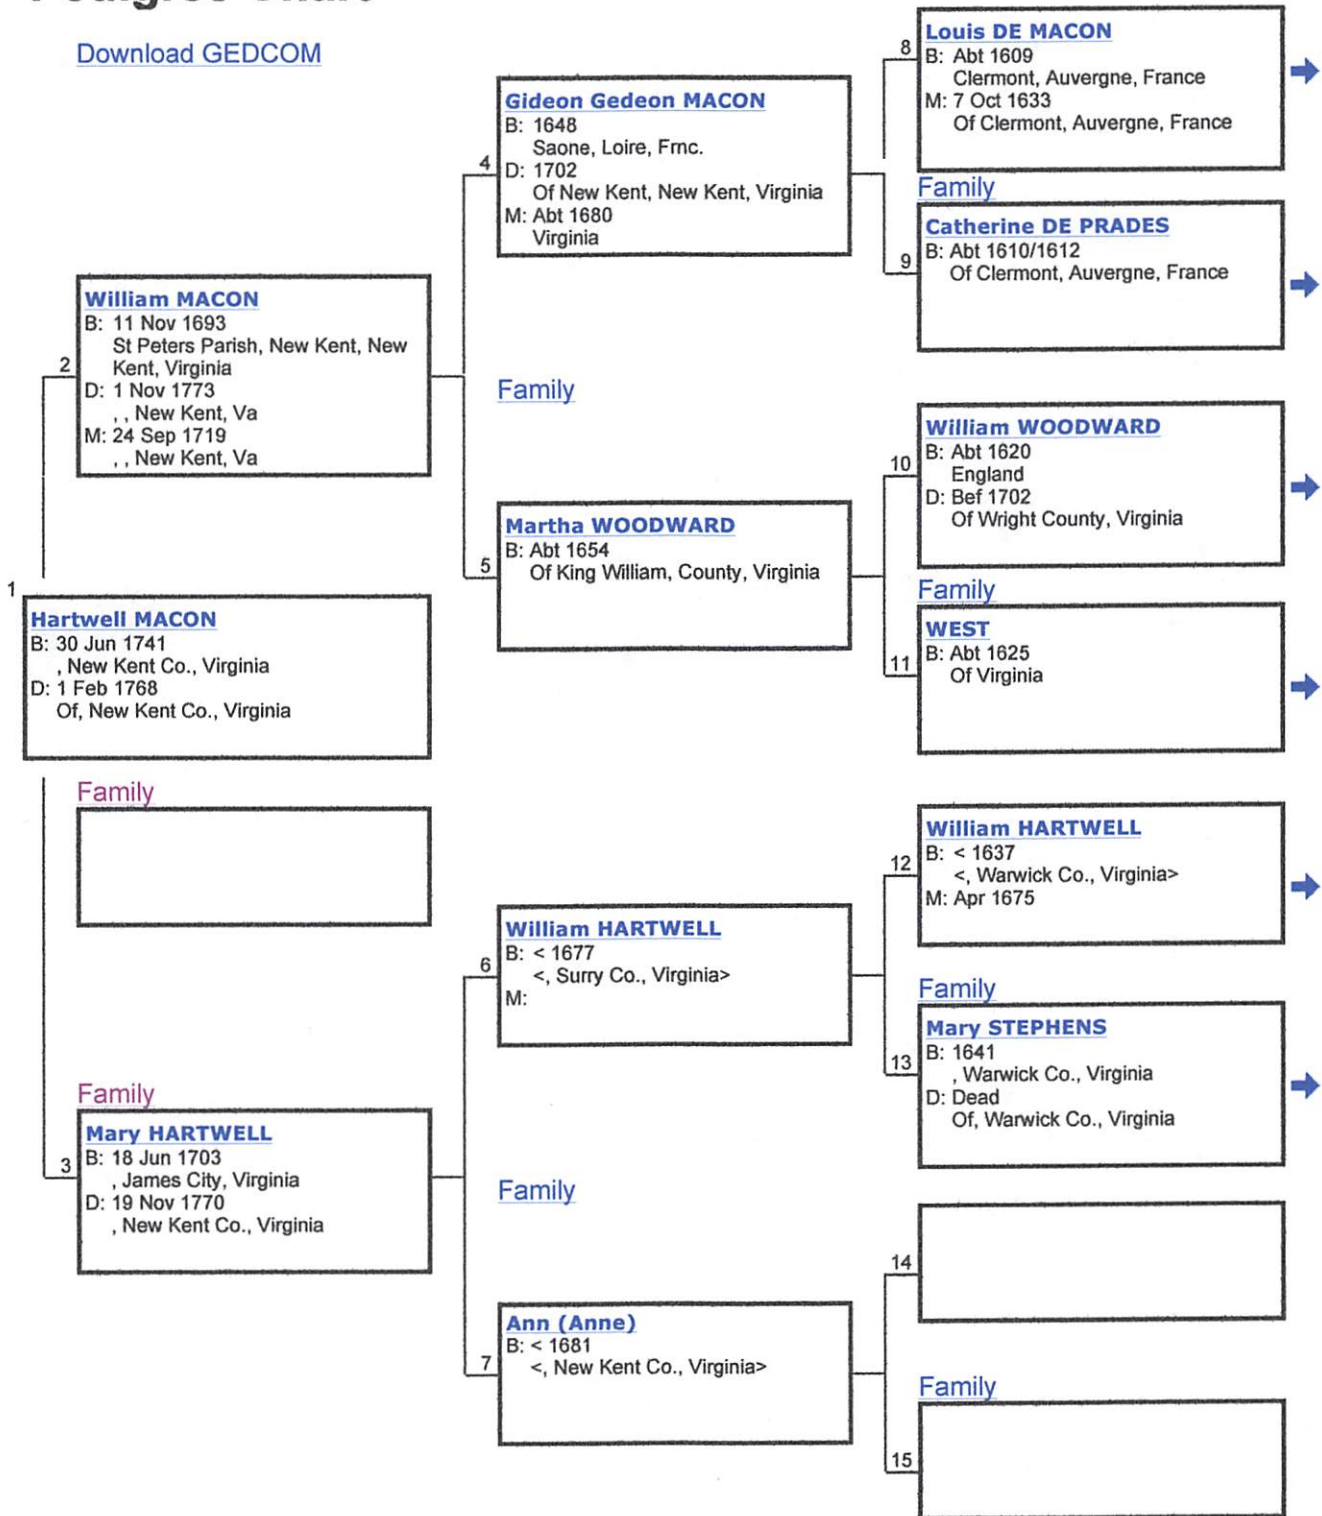 Pedigree Chart
Download GEDCOM
8
Louis DE MACON
B: Abt 1609
Clermont, Auvergne, France
M: 7 Oct 1633
Of Clermont, Auvergne, France
4
Gideon Gedeon MACON
B: 1648
Saone, Loire, Frnc.
D: 1702
Of New Kent, New Kent, Virginia
M: Abt 1680
Virginia
Family
9
Catherine DE PRADES
B: Abt 1610/1612
Of Clermont, Auvergne, France
2
William MACON
B: 11 Nov 1693
St Peters Parish, New Kent, New
Kent, Virginia
D: 1 Nov 1773
, , New Kent, Va
M: 24 Sep 1719
, , New Kent, Va
Family
10
William WOODWARD
B: Abt 1620
England
D: Bef 1702
Of Wright County, Virginia
5
Martha WOODWARD
B: Abt 1654
Of King William, County, Virginia
Family
11
WEST
B: Abt 1625
Of Virginia
1
Hartwell MACON
B: 30 Jun 1741
, New Kent Co., Virginia
D: 1 Feb 1768
Of, New Kent Co., Virginia
Family
12
William HARTWELL
B: < 1637
<, Warwick Co., Virginia>
M: Apr 1675
6
William HARTWELL
B: < 1677
<, Surry Co., Virginia>
M:
Family
13
Mary STEPHENS
B: 1641
, Warwick Co., Virginia
D: Dead
Of, Warwick Co., Virginia
Family
3
Mary HARTWELL
B: 18 Jun 1703
, James City, Virginia
D: 19 Nov 1770
, New Kent Co., Virginia
Family
14
7
Ann (Anne)
B: < 1681
<, New Kent Co., Virginia>
Family
15